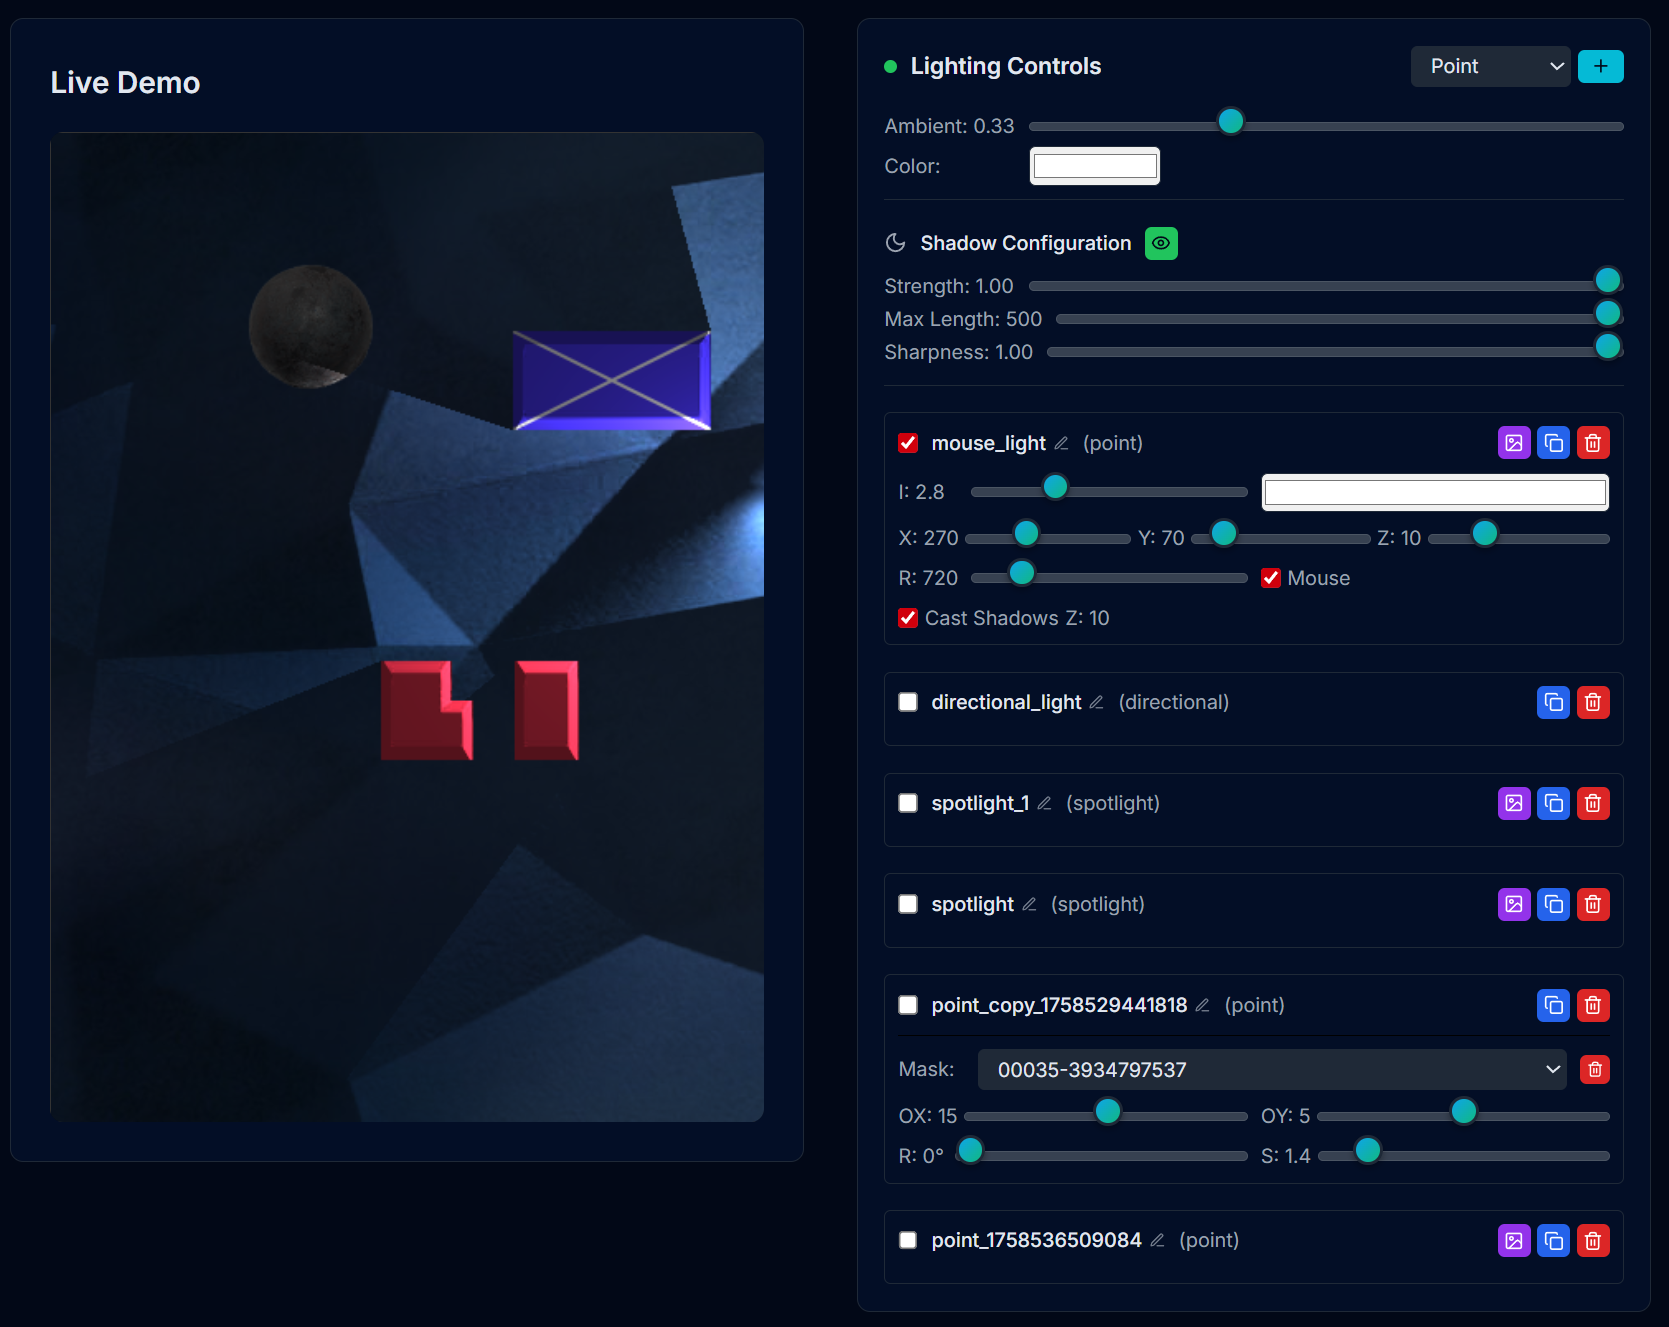 Live Demo
Lighting Controls
Point
+
Ambient: 0.33
Color:
Shadow Configuration
Strength: 1.00
Max Length: 500
Sharpness: 1.00
mouse_light (point)
I: 2.8
X: 270 Y: 70 Z: 10
R: 720 Mouse
Cast Shadows Z: 10
directional_light (directional)
spotlight_1 (spotlight)
spotlight (spotlight)
point_copy_1758529441818 (point)
Mask: 00035-3934797537
OX: 15 OY: 5
R: 0° S: 1.4
point_1758536509084 (point)